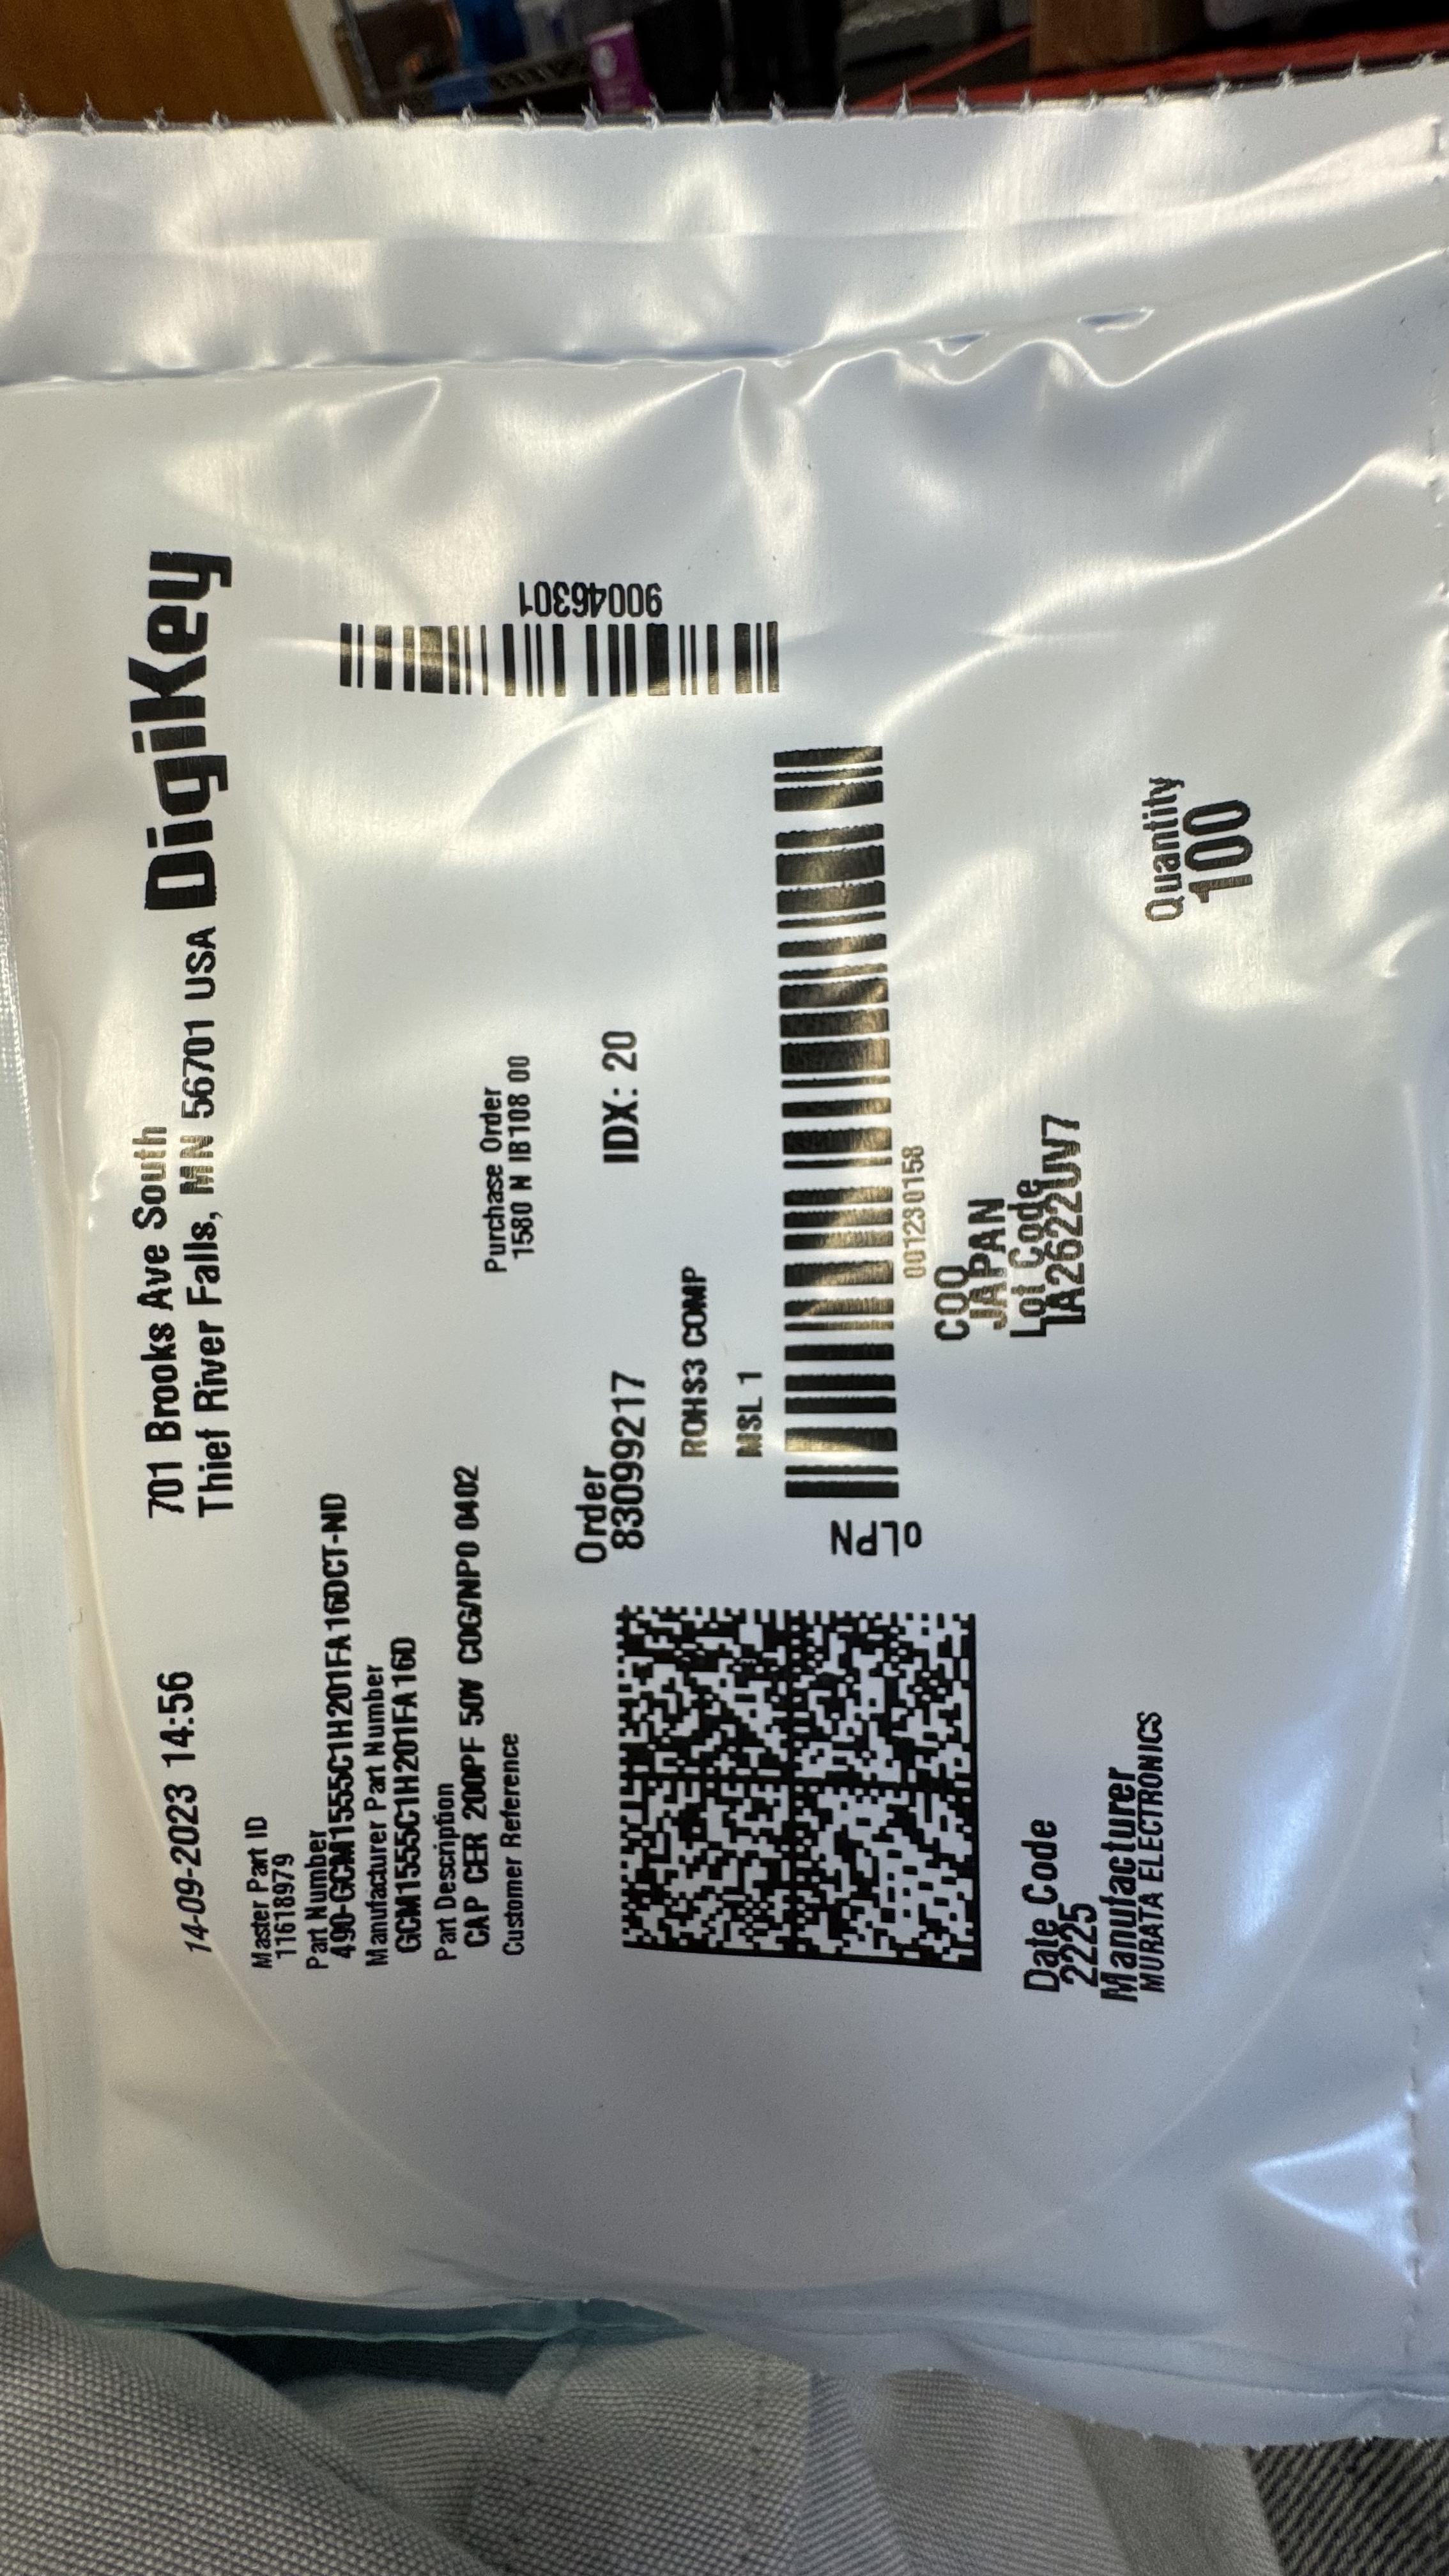 701 Brooks Ave South
Thief River Falls, MN 56701 USA
DigiKey
14-09-2023 14:56
Master Part ID
11618979
Part Number
490-GCM1555C1H201FA16DCT-ND
Manufacturer Part Number
GCM1555C1H201FA16D
Part Description
CAP CER 200PF 50V C0G/NP0 0402
Customer Reference
Purchase Order
1580 N IB108 00
90046301
Order
83099217
IDX: 20
ROHS3 COMP
MSL 1
OLPN
001230158
COO
JAPAN
Lot Code
IA2622UV7
Date Code
2225
Manufacturer
MURATA ELECTRONICS
Quantity
100